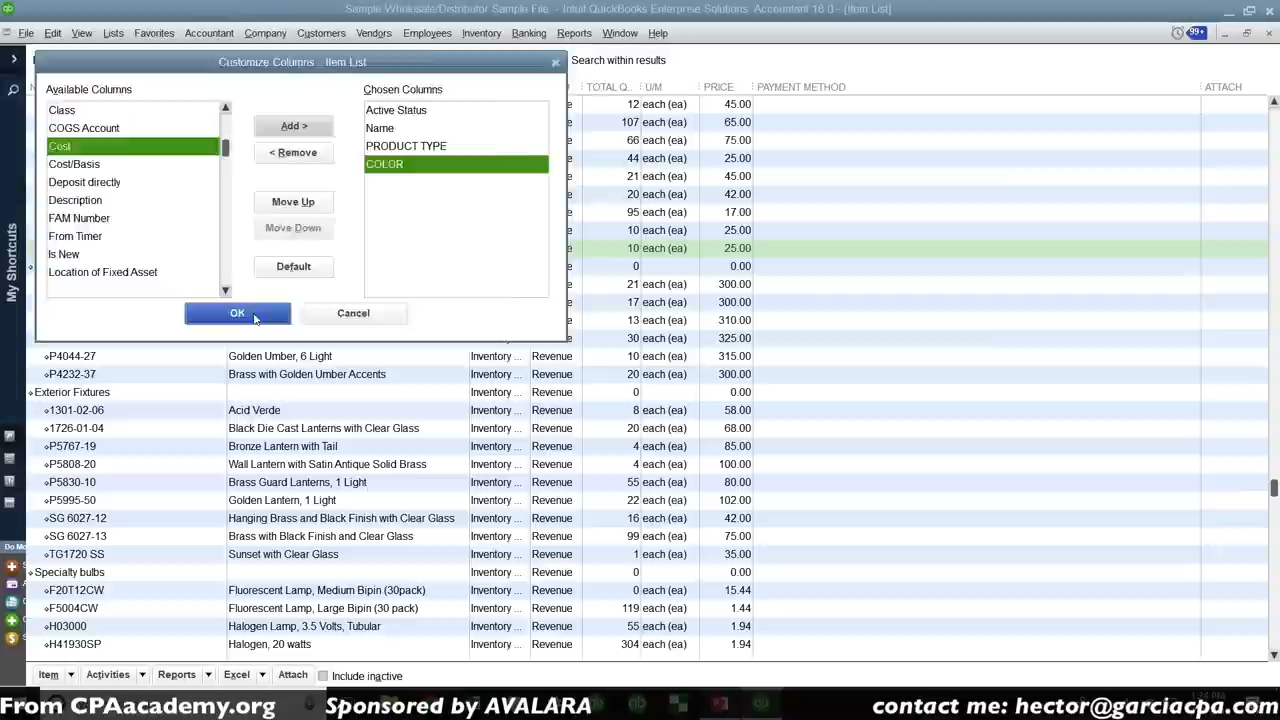 Sample Wholesale/Distributor Sample File - Intuit QuickBooks Enterprise Solutions: Accountant 16.0 - [Item List]
File Edit View Lists Favorites Accountant Company Customers Vendors Employees Inventory Banking Reports Window Help 99+
Customize Columns - Item List
Search within results
TOTAL Q... U/M PRICE PAYMENT METHOD ATTACH
Available Columns
Class
COGS Account
Cost
Cost/Basis
Deposit directly
Description
FAM Number
From Timer
Is New
Location of Fixed Asset
Add >
< Remove
Move Up
Move Down
Default
Chosen Columns
Active Status
Name
PRODUCT TYPE
COLOR
OK
Cancel
My Shortcuts
Do Mo
12 each (ea) 45.00
107 each (ea) 65.00
66 each (ea) 75.00
44 each (ea) 25.00
21 each (ea) 45.00
20 each (ea) 42.00
95 each (ea) 17.00
10 each (ea) 25.00
10 each (ea) 25.00
0 0.00
21 each (ea) 300.00
17 each (ea) 300.00
13 each (ea) 310.00
30 each (ea) 325.00
P4044-27 Golden Umber, 6 Light Inventory ... Revenue 10 each (ea) 315.00
P4232-37 Brass with Golden Umber Accents Inventory ... Revenue 20 each (ea) 300.00
Exterior Fixtures Inventory ... Revenue 0 0.00
1301-02-06 Acid Verde Inventory ... Revenue 8 each (ea) 58.00
1726-01-04 Black Die Cast Lanterns with Clear Glass Inventory ... Revenue 20 each (ea) 68.00
P5767-19 Bronze Lantern with Tail Inventory ... Revenue 4 each (ea) 85.00
P5808-20 Wall Lantern with Satin Antique Solid Brass Inventory ... Revenue 4 each (ea) 100.00
P5830-10 Brass Guard Lanterns, 1 Light Inventory ... Revenue 55 each (ea) 80.00
P5995-50 Golden Lantern, 1 Light Inventory ... Revenue 22 each (ea) 102.00
SG 6027-12 Hanging Brass and Black Finish with Clear Glass Inventory ... Revenue 16 each (ea) 42.00
SG 6027-13 Brass with Black Finish and Clear Glass Inventory ... Revenue 99 each (ea) 75.00
TG1720 SS Sunset with Clear Glass Inventory ... Revenue 1 each (ea) 35.00
Specialty bulbs Inventory ... Revenue 0 0.00
F20T12CW Fluorescent Lamp, Medium Bipin (30pack) Inventory ... Revenue 0 each (ea) 15.44
F5004CW Fluorescent Lamp, Large Bipin (30 pack) Inventory ... Revenue 119 each (ea) 1.44
H03000 Halogen Lamp, 3.5 Volts, Tubular Inventory ... Revenue 55 each (ea) 1.94
H41930SP Halogen, 20 watts Inventory ... Revenue 304 each (ea) 1.94
Item Activities Reports Excel Attach Include inactive
From CPAacademy.org Sponsored by AVALARA contact me: hector@garciacpa.com